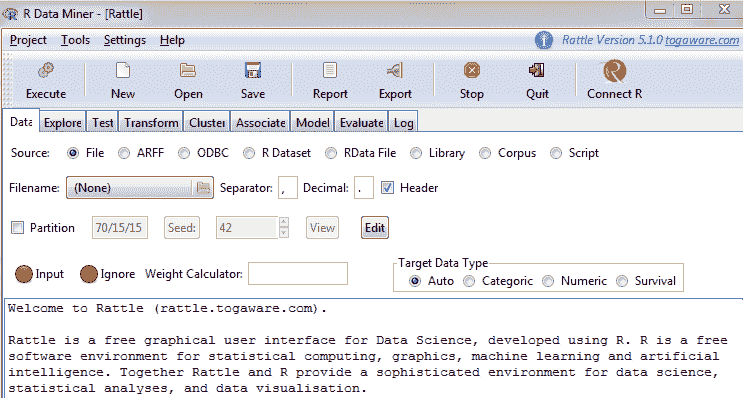 R Data Miner - [Rattle]
Project Tools Settings Help Rattle Version 5.1.0 togaware.com
Execute New Open Save Report Export Stop Quit Connect R
Data Explore Test Transform Cluster Associate Model Evaluate Log
Source: File ARFF ODBC R Dataset RData File Library Corpus Script
Filename: (None) Separator: , Decimal: . Header
Partition 70/15/15 Seed: 42 View Edit
Target Data Type
Input Ignore Weight Calculator: Auto Categoric Numeric Survival
Welcome to Rattle (rattle.togaware.com).
Rattle is a free graphical user interface for Data Science, developed using R. R is a free
software environment for statistical computing, graphics, machine learning and artificial
intelligence. Together Rattle and R provide a sophisticated environment for data science,
statistical analyses, and data visualisation.